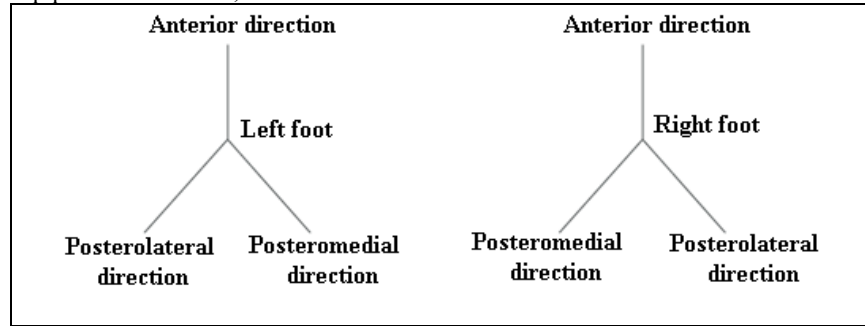 Anterior direction
Left foot
Posterolateral
direction
Posteromedial
direction
Anterior direction
Right foot
Posteromedial
direction
Posterolateral
direction